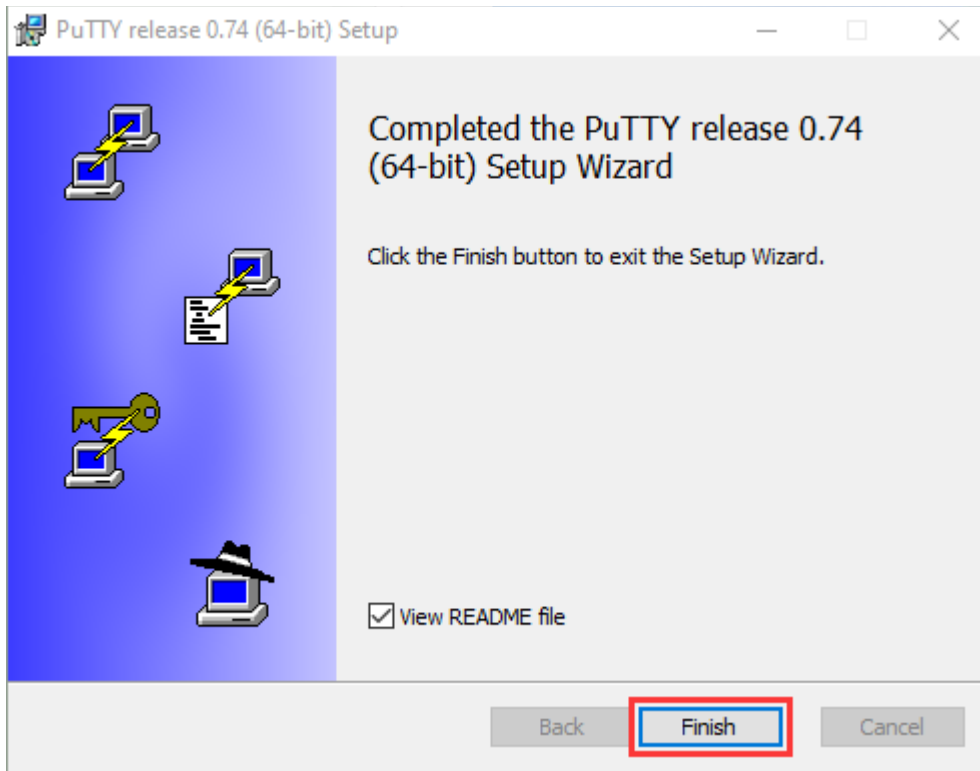 PuTTY release 0.74 (64-bit) Setup
Completed the PuTTY release 0.74
(64-bit) Setup Wizard
Click the Finish button to exit the Setup Wizard.
View README file
Back
Finish
Cancel